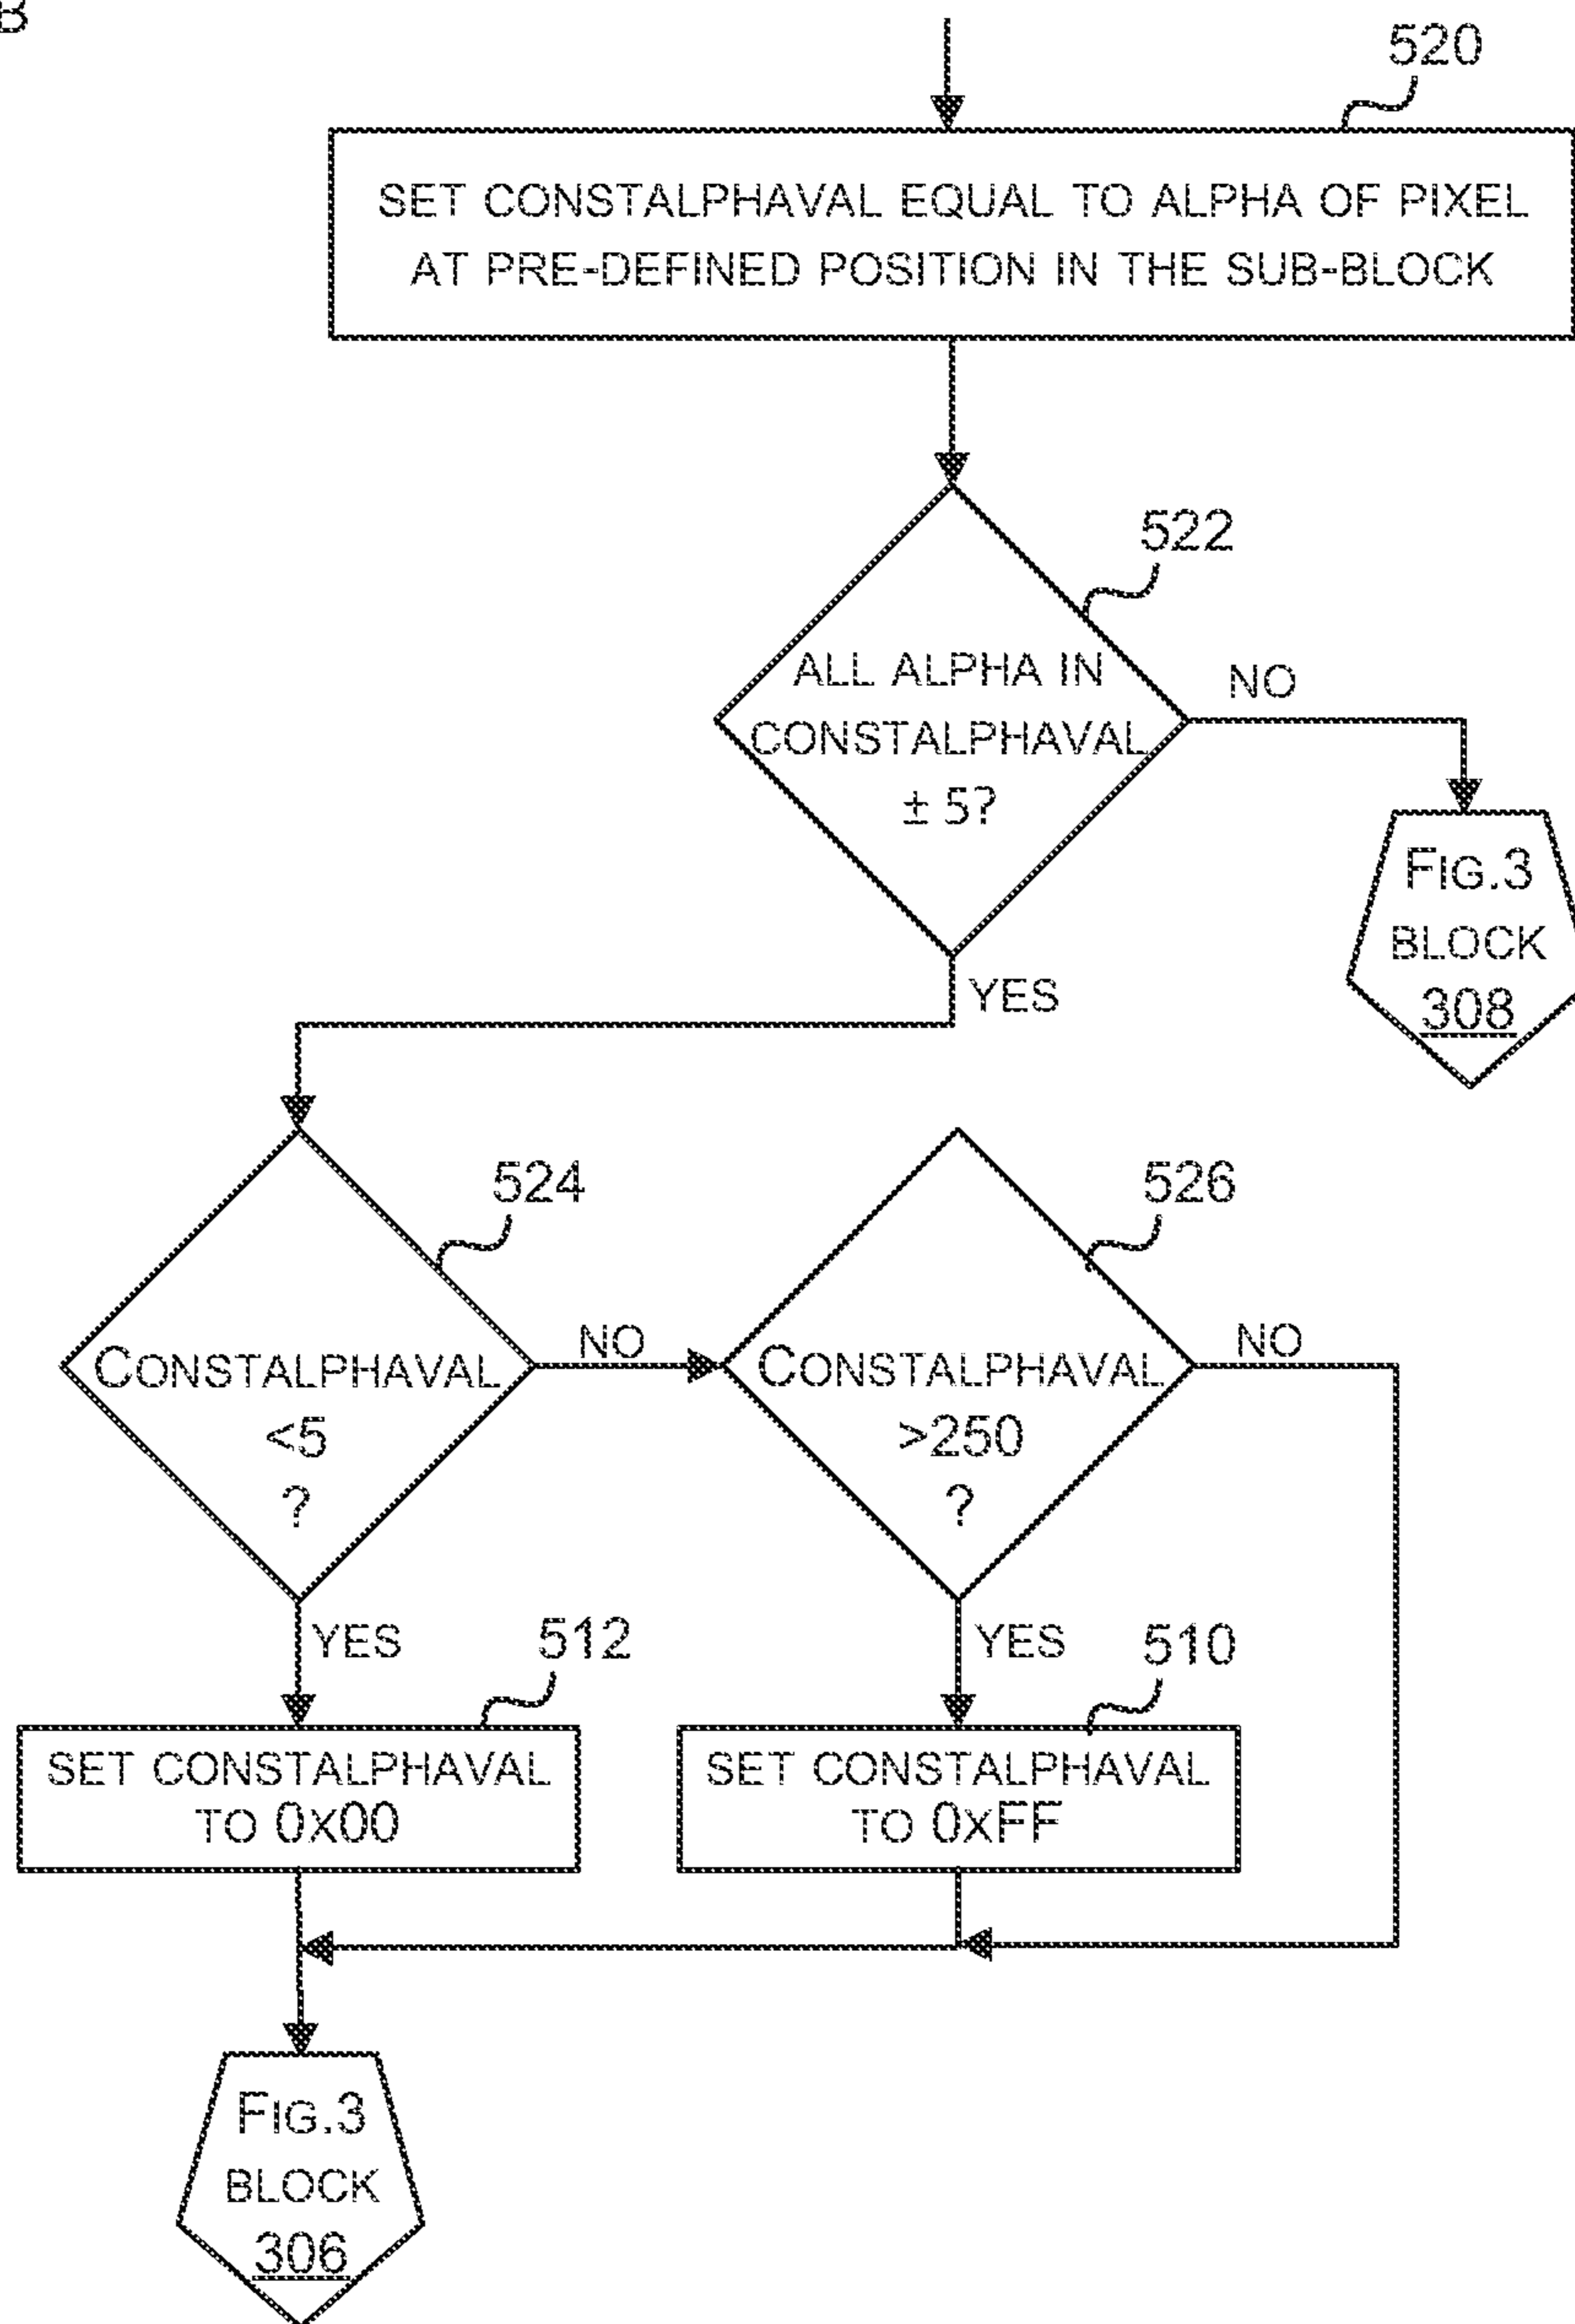 B
520
SET CONSTALPHAVAL EQUAL TO ALPHA OF PIXEL
AT PRE-DEFINED POSITION IN THE SUB-BLOCK
522
ALL ALPHA IN
CONSTALPHAVAL
± 5?
NO
FIG.3
BLOCK
308
YES
524
CONSTALPHAVAL
<5
?
NO
526
CONSTALPHAVAL
>250
?
NO
YES
512
SET CONSTALPHAVAL
TO 0X00
YES
510
SET CONSTALPHAVAL
TO 0XFF
FIG.3
BLOCK
306